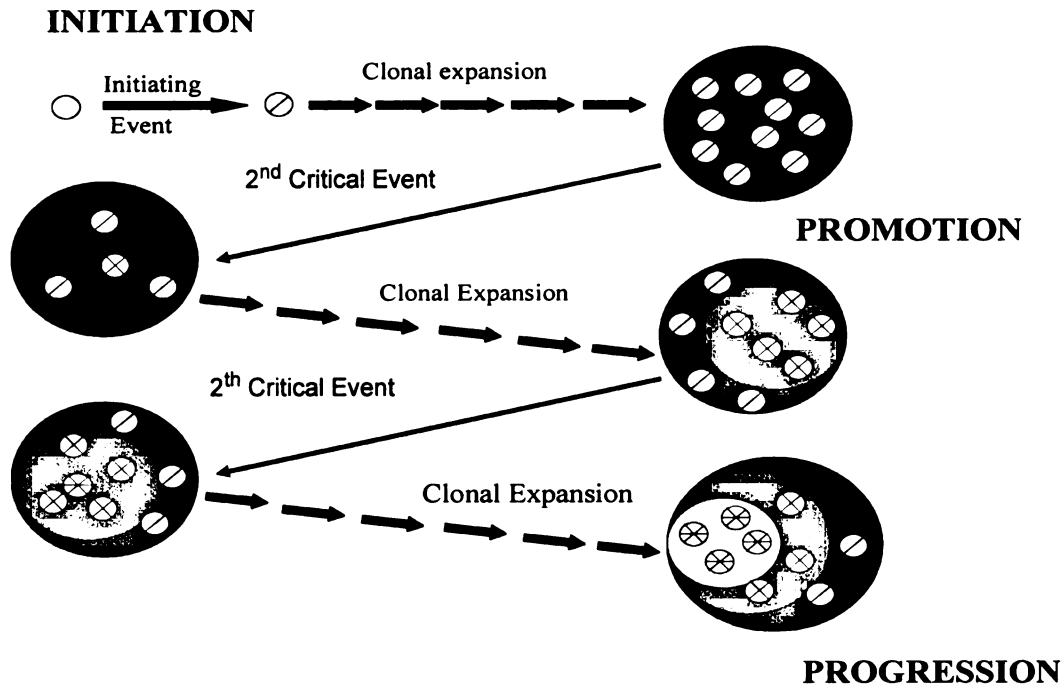 INITIATION
Initiating
Event
Clonal expansion
2nd Critical Event
PROMOTION
Clonal Expansion
2th Critical Event
Clonal Expansion
PROGRESSION